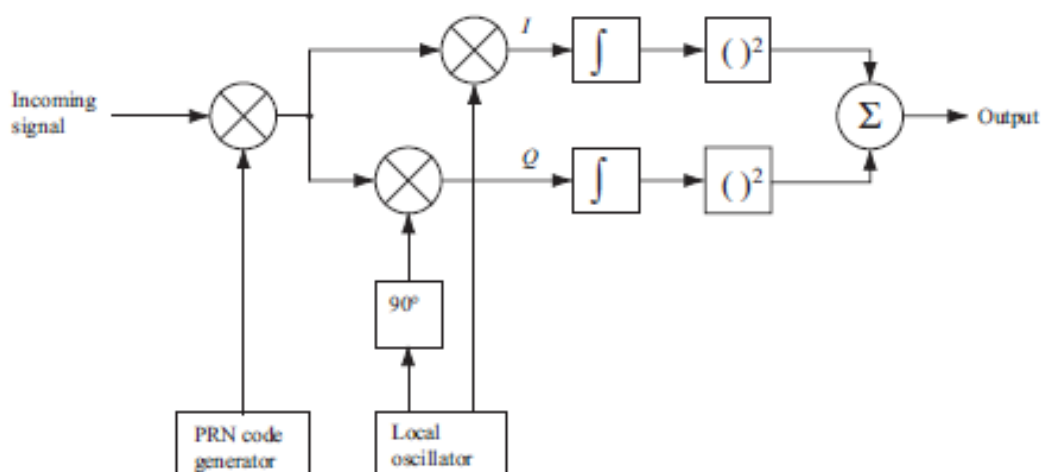 I
∫
( )²
Incoming
signal
Σ
Output
Q
∫
( )²
90°
PRN code
generator
Local
oscillator